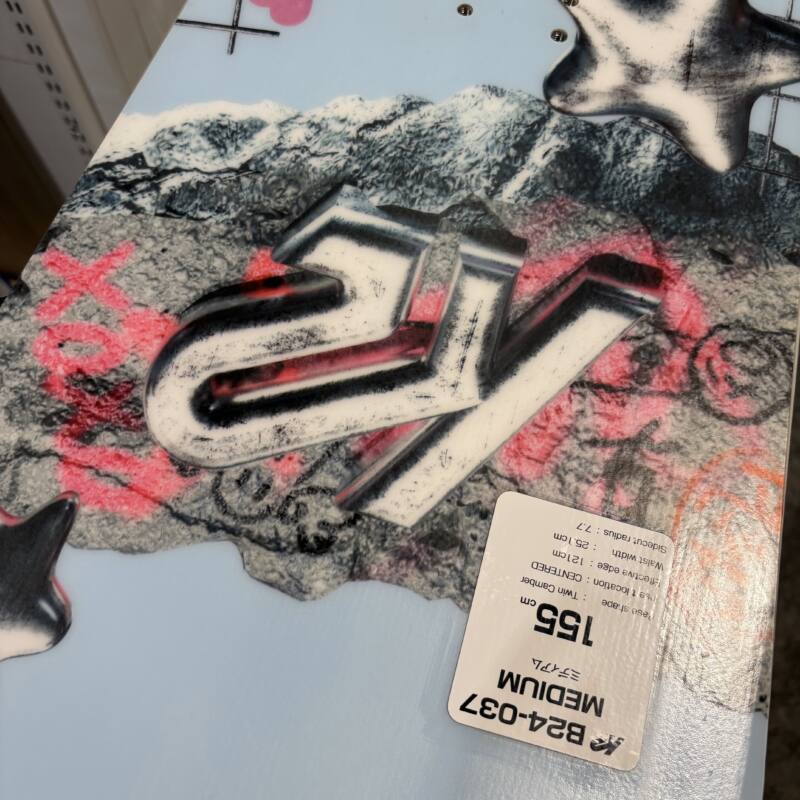 B24-037
MEDIUM
ミディアム
155 cm
Base shape : Twin Camber
Insert location : CENTERED
Effective edge : 121cm
Waist width : 25.1cm
Sidecut radius : 7.7